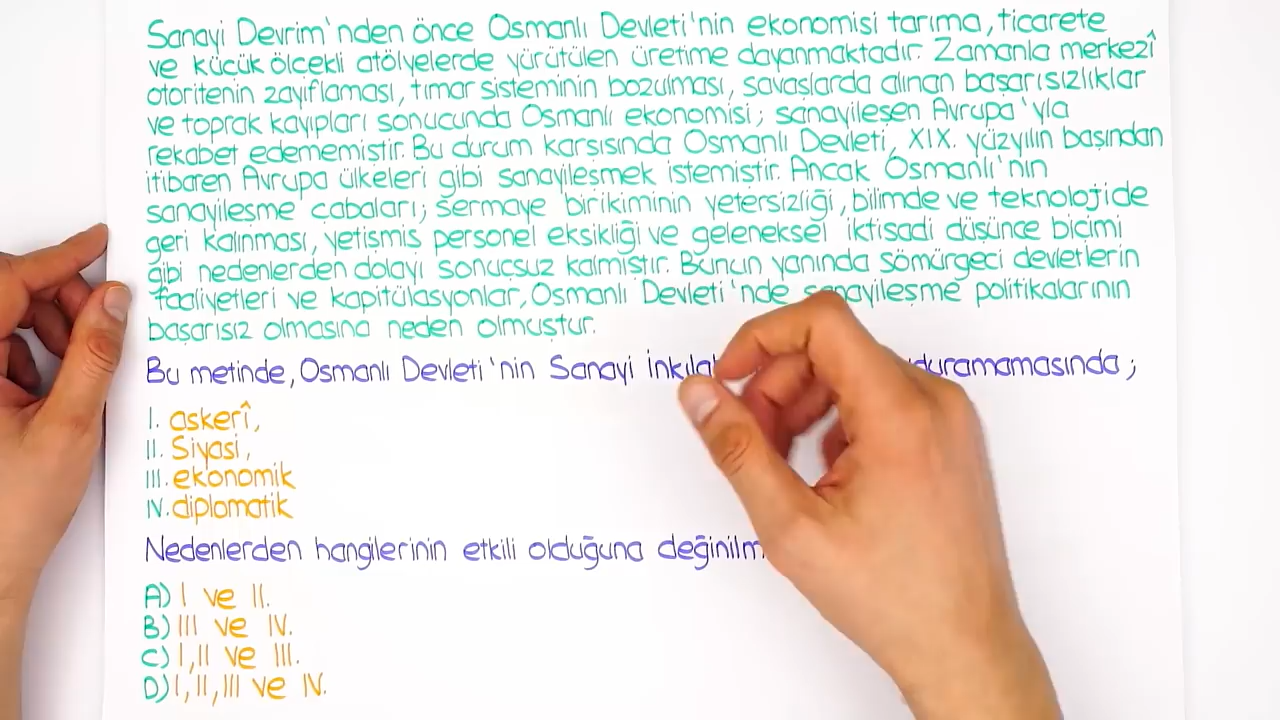 Sanayi Devrim'nden önce Osmanlı Devleti'nin ekonomisi tarıma, ticarete
ve küçük ölçekli atölyelerde yürütülen üretime dayanmaktadır. Zamanla merkezî
otoritenin zayıflaması, tımar sisteminin bozulması, savaşlarda alınan başarısızlıklar
ve toprak kayıpları sonucunda Osmanlı ekonomisi; sanayileşen Avrupa'yla
rekabet edememiştir. Bu durum karşısında Osmanlı Devleti, XIX. yüzyılın başından
itibaren Avrupa ülkeleri gibi sanayileşmek istemiştir. Ancak Osmanlı'nin
sanayileşme çabaları; sermaye birikiminin yetersizliği, bilimde ve teknolojide
geri kalınması, yetişmiş personel eksikliği ve geleneksel iktisadi düşünce biçimi
gibi nedenlerden dolayı sonuçsuz kalmıştır. Bunun yanında sömürgeci devletlerin
faaliyetleri ve kapitülasyonlar, Osmanlı Devleti'nde sanayileşme politikalarının
başarısız olmasına neden olmuştur.
Bu metinde, Osmanlı Devleti'nin Sanayi
I. askerî,
II. Siyasi,
III. ekonomik
IV. diplomatik
Nedenlerden hangilerinin etkili olduğuna
A) I ve II.
B) III ve IV.
C) I, II ve III.
D) I, II, III ve IV.